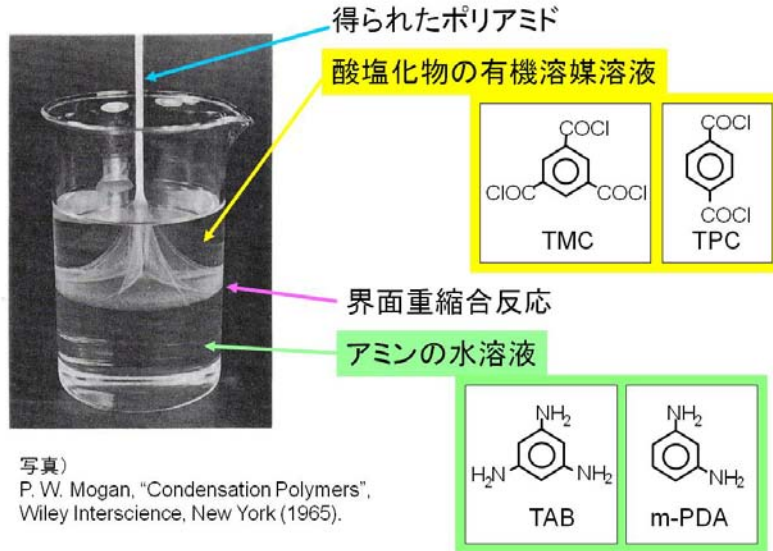 得られたポリアミド
酸塩化物の有機溶媒溶液
COCl
ClOC
COCl
TMC
COCl
COCl
TPC
界面重縮合反応
アミンの水溶液
NH₂
H₂N
NH₂
TAB
NH₂
NH₂
m-PDA
写真)
P. W. Mogan, “Condensation Polymers”,
Wiley Interscience, New York (1965).